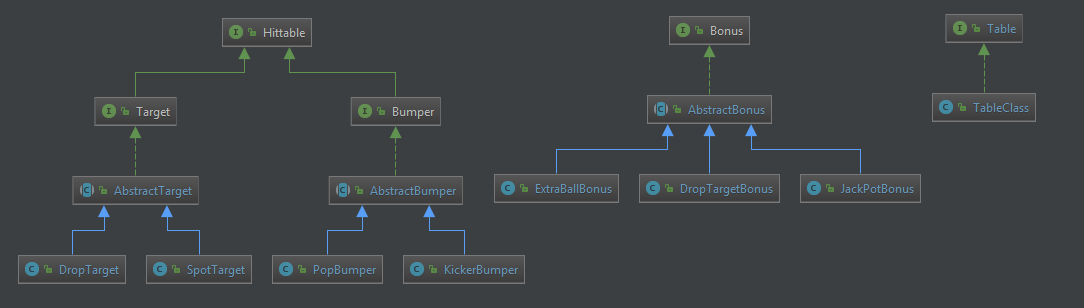 I Hittable
I Bonus
I Table
I Target
I Bumper
C AbstractBonus
C TableClass
C AbstractTarget
C AbstractBumper
C ExtraBallBonus
C DropTargetBonus
C JackPotBonus
C DropTarget
C SpotTarget
C PopBumper
C KickerBumper